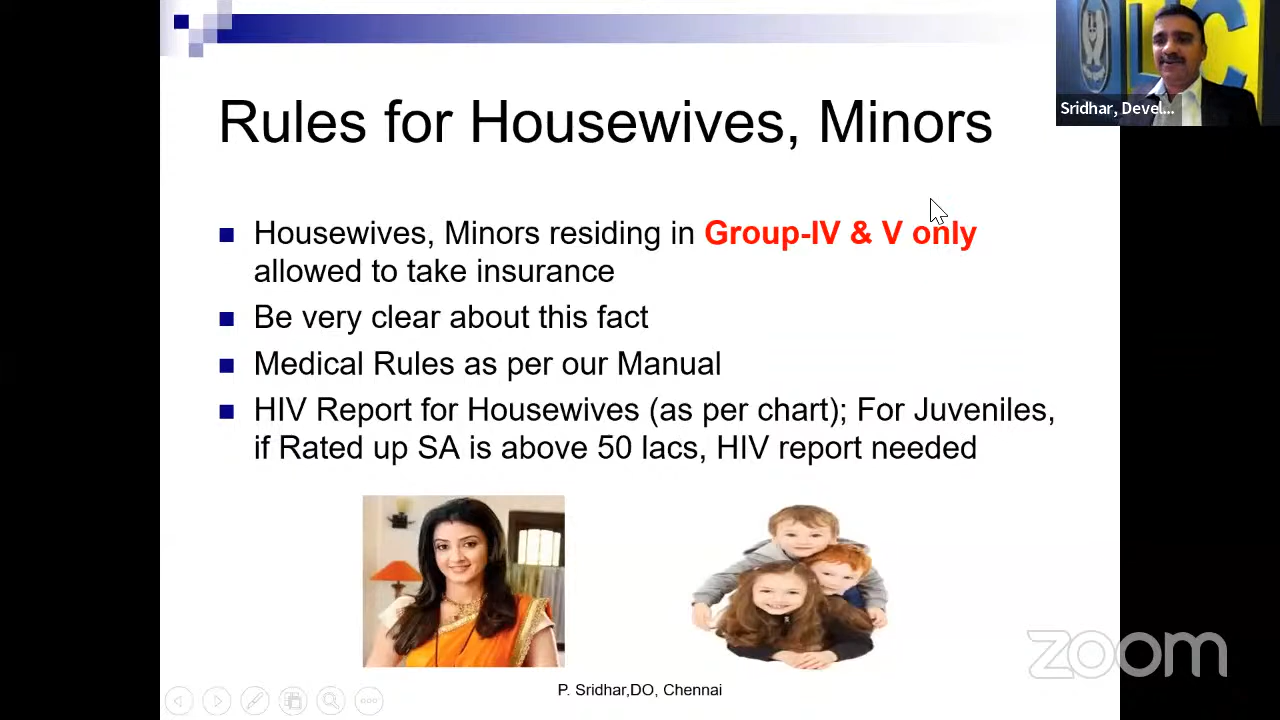 Rules for Housewives, Minors
Housewives, Minors residing in Group-IV & V only
allowed to take insurance
Be very clear about this fact
Medical Rules as per our Manual
HIV Report for Housewives (as per chart); For Juveniles,
if Rated up SA is above 50 lacs, HIV report needed
P. Sridhar,DO, Chennai
LIC
Sridhar, Devel...
zoom